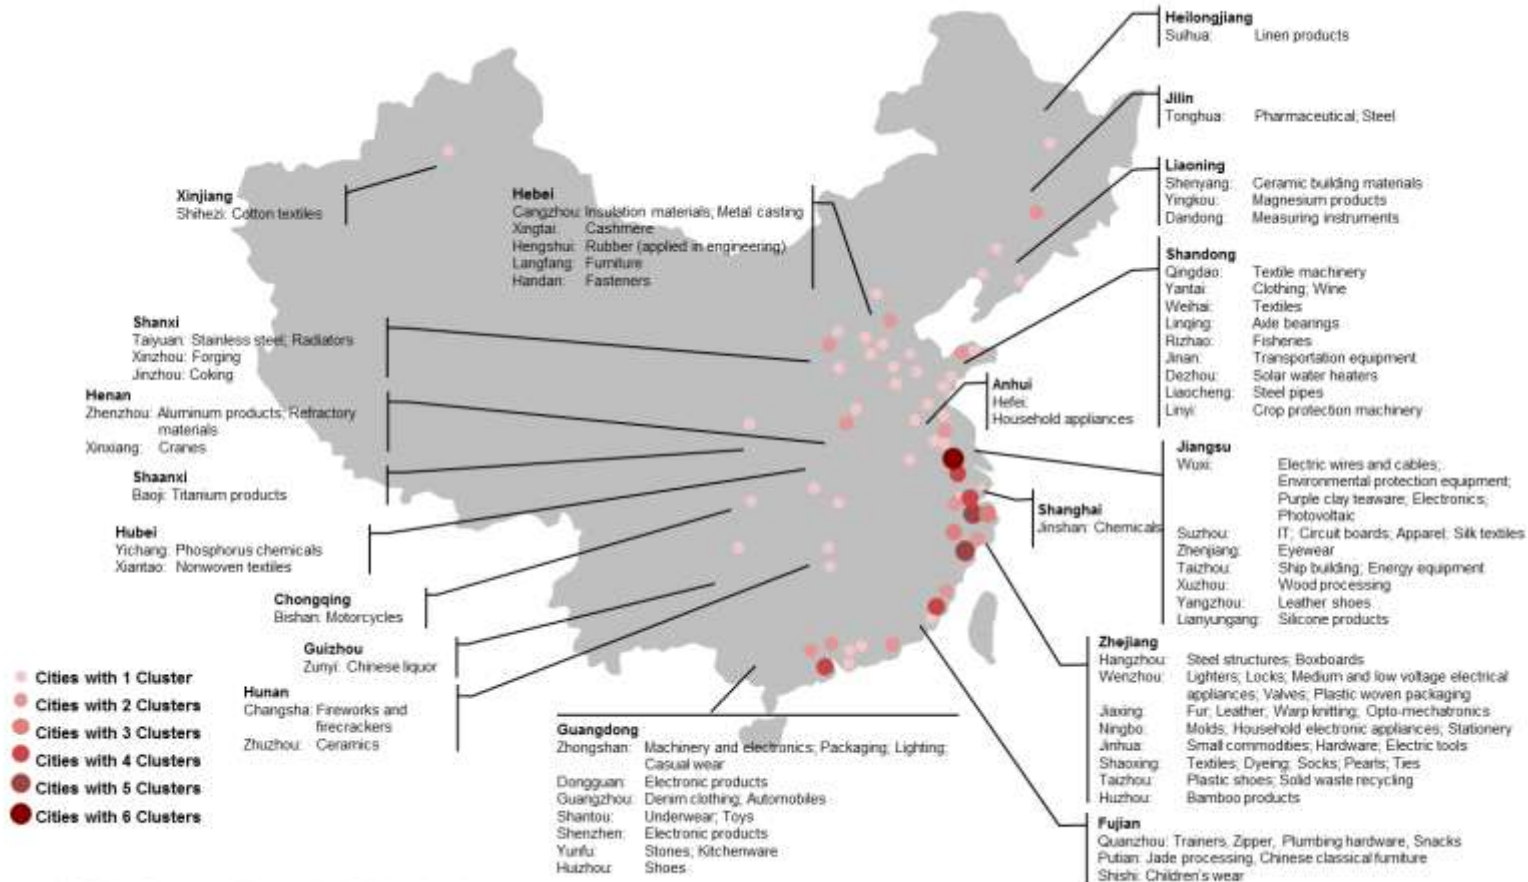 Heilongjiang
Suihua: Linen products
Jilin
Tonghua: Pharmaceutical; Steel
Liaoning
Shenyang: Ceramic building materials
Yingkou: Magnesium products
Dandong: Measuring instruments
Xinjiang
Shihezi: Cotton textiles
Hebei
Cangzhou: Insulation materials; Metal casting
Xingtai: Cashmere
Hengshui: Rubber (applied in engineering)
Langfang: Furniture
Handan: Fasteners
Shandong
Qingdao: Textile machinery
Yantai: Clothing; Wine
Weihai: Textiles
Linqing: Axle bearings
Rizhao: Fisheries
Jinan: Transportation equipment
Dezhou: Solar water heaters
Liaocheng: Steel pipes
Linyi: Crop protection machinery
Shanxi
Taiyuan: Stainless steel; Radiators
Xinzhou: Forging
Jinzhou: Coking
Henan
Zhenzhou: Aluminum products; Refractory
materials
Xinxiang: Cranes
Anhui
Hefei:
Household appliances
Shaanxi
Baoji: Titanium products
Jiangsu
Wuxi: Electric wires and cables;
Environmental protection equipment;
Purple clay teaware; Electronics;
Photovoltaic
Suzhou: IT; Circuit boards; Apparel; Silk textiles
Zhenjiang: Eyewear
Taizhou: Ship building; Energy equipment
Xuzhou: Wood processing
Yangzhou: Leather shoes
Lianyungang: Silicone products
Shanghai
Jinshan: Chemicals
Hubei
Yichang: Phosphorus chemicals
Xiantao: Nonwoven textiles
Chongqing
Bishan: Motorcycles
Guizhou
Zunyi: Chinese liquor
Hunan
Changsha: Fireworks and
firecrackers
Zhuzhou: Ceramics
Zhejiang
Hangzhou: Steel structures; Boxboards
Wenzhou: Lighters; Locks; Medium and low voltage electrical
appliances; Valves; Plastic woven packaging
Jiaxing: Fur; Leather; Warp knitting; Opto-mechatronics
Ningbo: Molds; Household electronic appliances; Stationery
Jinhua: Small commodities; Hardware; Electric tools
Shaoxing: Textiles; Dyeing; Socks; Pearls; Ties
Taizhou: Plastic shoes; Solid waste recycling
Huzhou: Bamboo products
Cities with 1 Cluster
Cities with 2 Clusters
Cities with 3 Clusters
Cities with 4 Clusters
Cities with 5 Clusters
Cities with 6 Clusters
Guangdong
Zhongshan: Machinery and electronics; Packaging; Lighting;
Casual wear
Dongguan: Electronic products
Guangzhou: Denim clothing; Automobiles
Shantou: Underwear; Toys
Shenzhen: Electronic products
Yunfu: Stones; Kitchenware
Huizhou: Shoes
Fujian
Quanzhou: Trainers, Zipper, Plumbing hardware, Snacks
Putian: Jade processing, Chinese classical furniture
Shishi: Children's wear